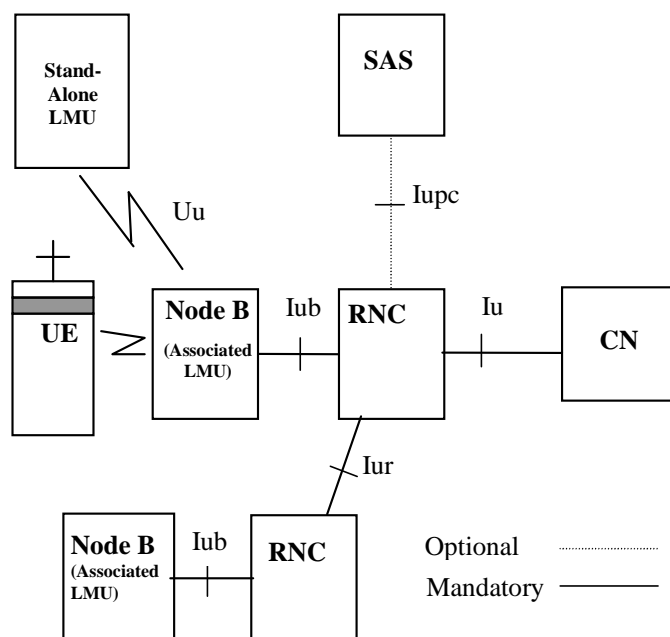 Stand-
Alone
LMU
SAS
Iupc
Uu
UE
Node B
(Associated
LMU)
Iub
RNC
Iu
CN
Iur
Node B
(Associated
LMU)
Iub
RNC
Optional
Mandatory